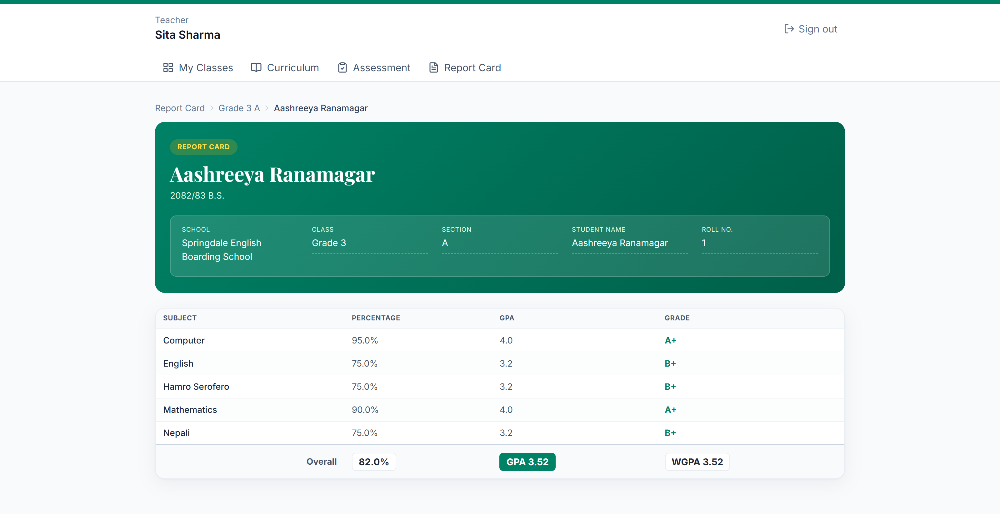 Teacher
Sita Sharma
Sign out
My Classes Curriculum Assessment Report Card
Report Card > Grade 3 A > Aashreeya Ranamagar
REPORT CARD
Aashreeya Ranamagar
2082/83 B.S.
SCHOOL CLASS SECTION STUDENT NAME ROLL NO.
Springdale English Grade 3 A Aashreeya Ranamagar 1
Boarding School
SUBJECT PERCENTAGE GPA GRADE
Computer 95.0% 4.0 A+
English 75.0% 3.2 B+
Hamro Serofero 75.0% 3.2 B+
Mathematics 90.0% 4.0 A+
Nepali 75.0% 3.2 B+
Overall 82.0% GPA 3.52 WGPA 3.52